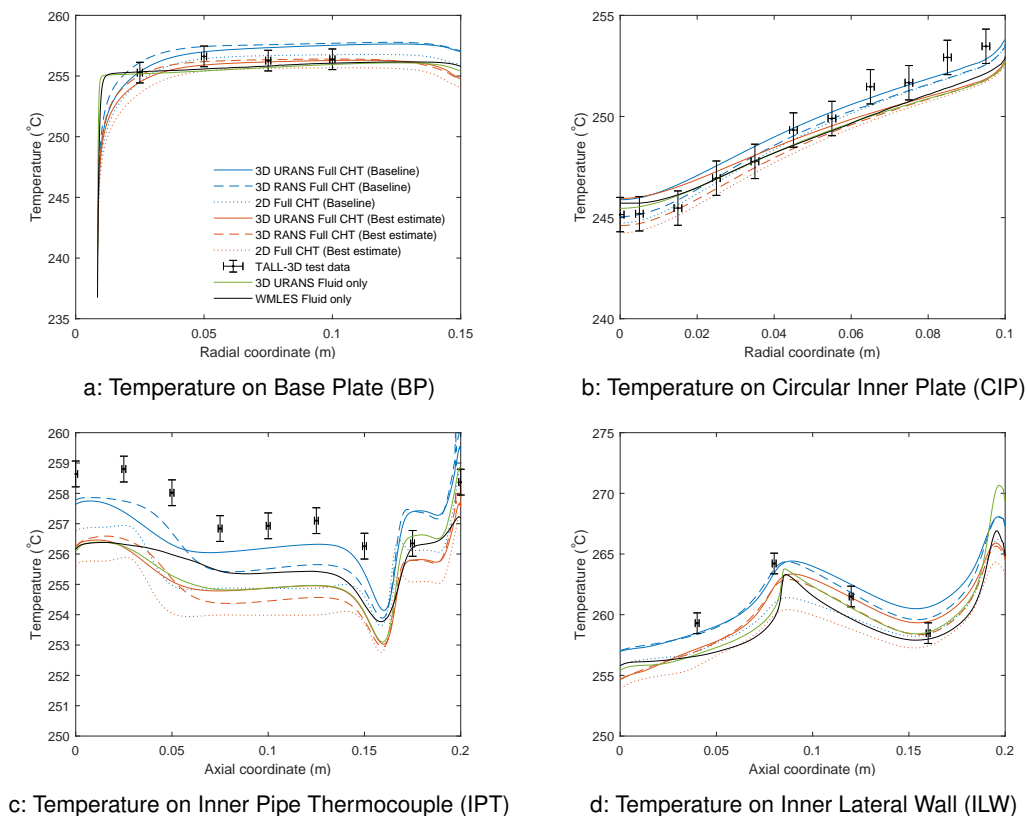 260
255
250
245
240
235
Temperature (°C)
3D URANS Full CHT (Baseline)
3D RANS Full CHT (Baseline)
2D Full CHT (Baseline)
3D URANS Full CHT (Best estimate)
3D RANS Full CHT (Best estimate)
2D Full CHT (Best estimate)
TALL-3D test data
3D URANS Fluid only
WMLES Fluid only
0 0.05 0.1 0.15
Radial coordinate (m)
a: Temperature on Base Plate (BP)
255
250
245
240
Temperature (°C)
0 0.02 0.04 0.06 0.08 0.1
Radial coordinate (m)
b: Temperature on Circular Inner Plate (CIP)
260
259
258
257
256
255
254
253
252
251
250
Temperature (°C)
0 0.05 0.1 0.15 0.2
Axial coordinate (m)
c: Temperature on Inner Pipe Thermocouple (IPT)
275
270
265
260
255
250
Temperature (°C)
0 0.05 0.1 0.15 0.2
Axial coordinate (m)
d: Temperature on Inner Lateral Wall (ILW)